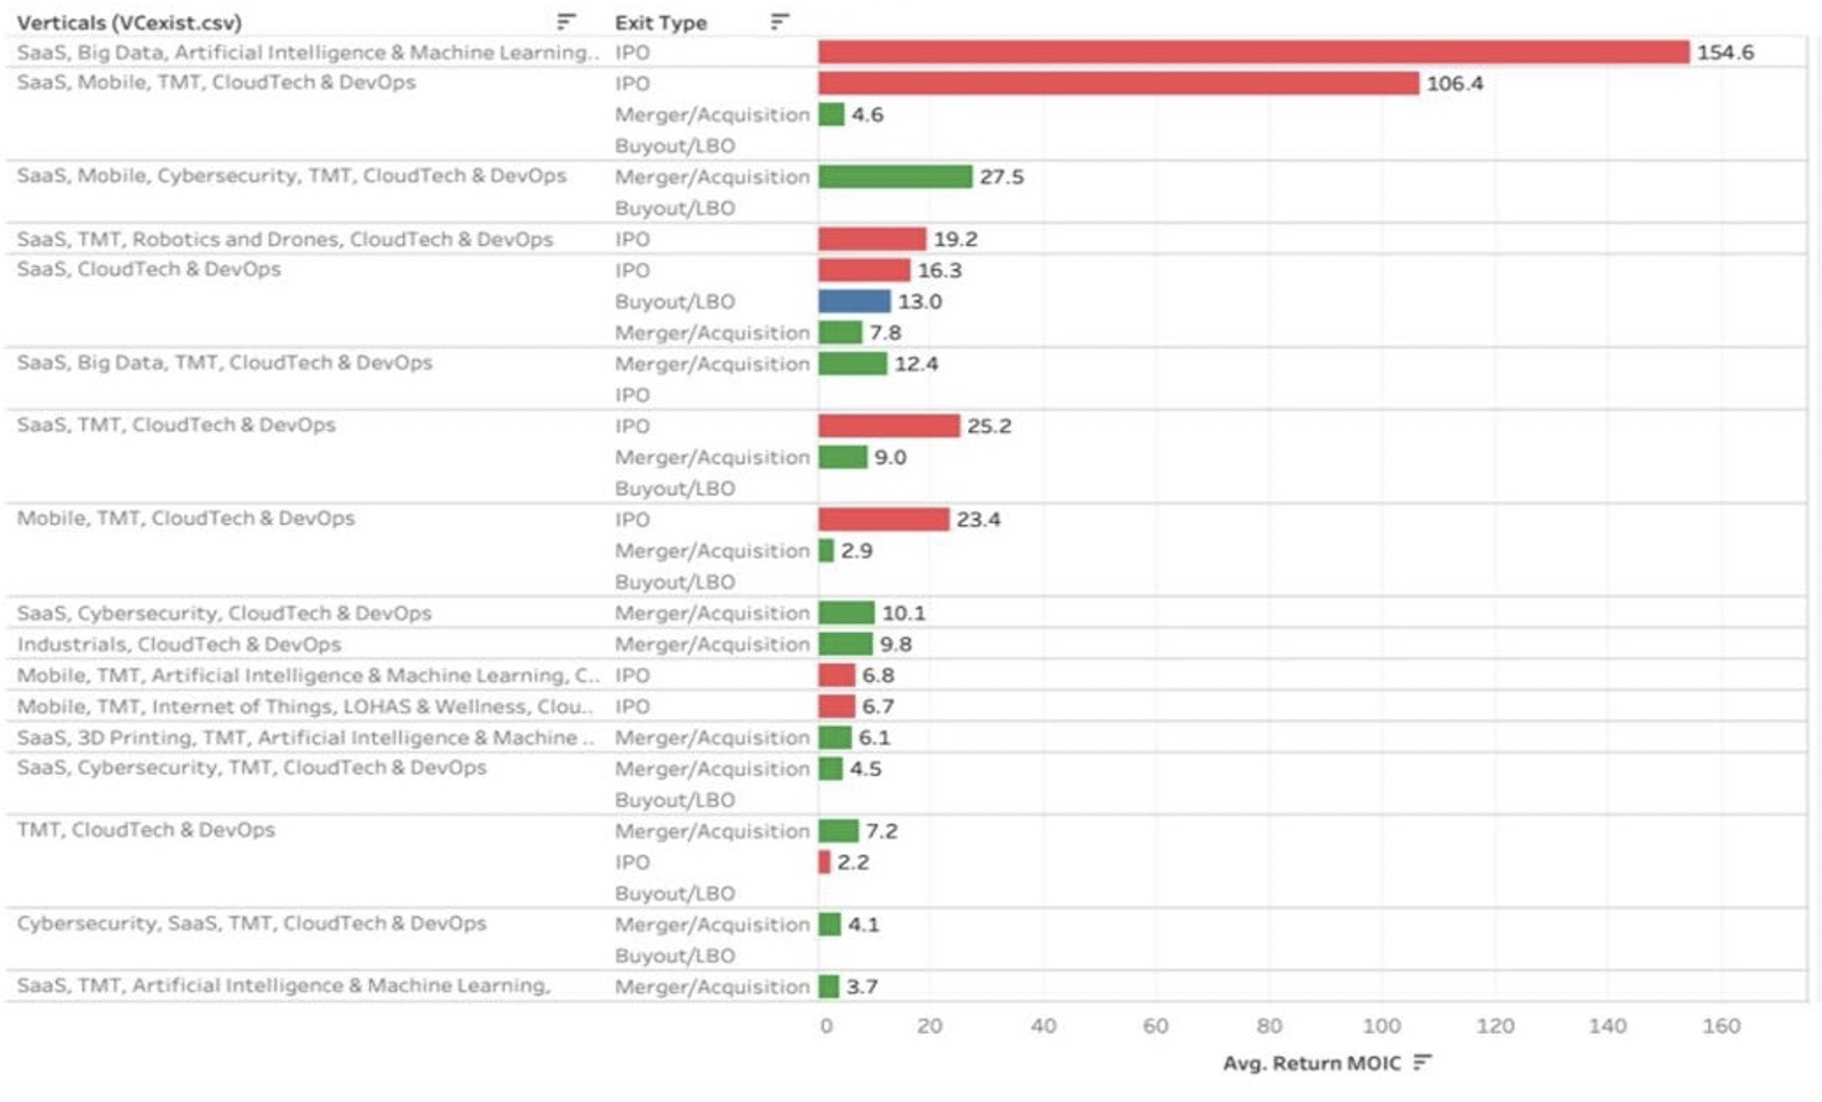 Verticals (VCexist.csv) Exit Type
SaaS, Big Data, Artificial Intelligence & Machine Learning.. IPO 154.6
SaaS, Mobile, TMT, CloudTech & DevOps IPO 106.4
Merger/Acquisition 4.6
Buyout/LBO
SaaS, Mobile, Cybersecurity, TMT, CloudTech & DevOps Merger/Acquisition 27.5
Buyout/LBO
SaaS, TMT, Robotics and Drones, CloudTech & DevOps IPO 19.2
SaaS, CloudTech & DevOps IPO 16.3
Buyout/LBO 13.0
Merger/Acquisition 7.8
SaaS, Big Data, TMT, CloudTech & DevOps Merger/Acquisition 12.4
IPO
SaaS, TMT, CloudTech & DevOps IPO 25.2
Merger/Acquisition 9.0
Buyout/LBO
Mobile, TMT, CloudTech & DevOps IPO 23.4
Merger/Acquisition 2.9
Buyout/LBO
SaaS, Cybersecurity, CloudTech & DevOps Merger/Acquisition 10.1
Industrials, CloudTech & DevOps Merger/Acquisition 9.8
Mobile, TMT, Artificial Intelligence & Machine Learning, C.. IPO 6.8
Mobile, TMT, Internet of Things, LOHAS & Wellness, Clou.. IPO 6.7
SaaS, 3D Printing, TMT, Artificial Intelligence & Machine .. Merger/Acquisition 6.1
SaaS, Cybersecurity, TMT, CloudTech & DevOps Merger/Acquisition 4.5
Buyout/LBO
TMT, CloudTech & DevOps Merger/Acquisition 7.2
IPO 2.2
Buyout/LBO
Cybersecurity, SaaS, TMT, CloudTech & DevOps Merger/Acquisition 4.1
Buyout/LBO
SaaS, TMT, Artificial Intelligence & Machine Learning, Merger/Acquisition 3.7
0 20 40 60 80 100 120 140 160
Avg. Return MOIC